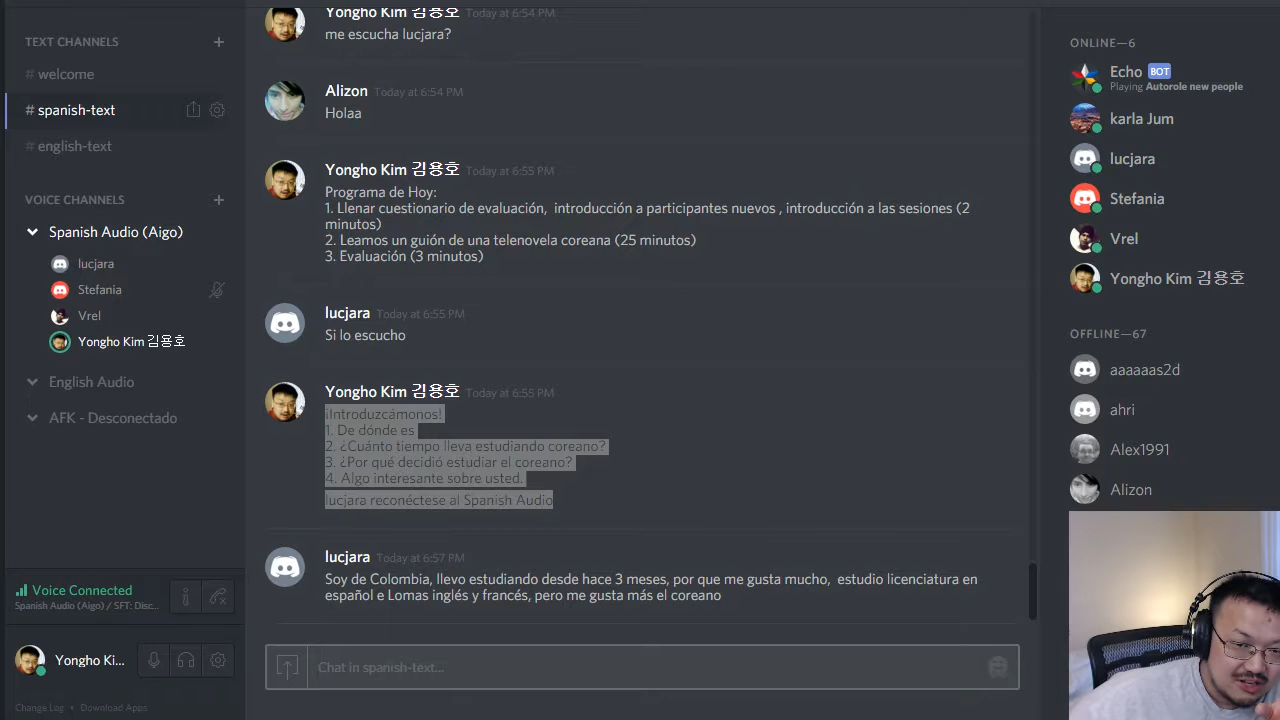 TEXT CHANNELS +
# welcome
# spanish-text
# english-text
VOICE CHANNELS +
Spanish Audio (Aigo)
lucjara
Stefania
Vrel
Yongho Kim 김용호
English Audio
AFK - Desconectado
Voice Connected
Spanish Audio (Aigo) / SFT: Disc...
Yongho Ki...
Change Log • Download Apps
Yongho Kim 김용호 Today at 6:54 PM
me escucha lucjara?
Alizon Today at 6:54 PM
Holaa
Yongho Kim 김용호 Today at 6:55 PM
Programa de Hoy:
1. Llenar cuestionario de evaluación, introducción a participantes nuevos , introducción a las sesiones (2
minutos)
2. Leamos un guión de una telenovela coreana (25 minutos)
3. Evaluación (3 minutos)
lucjara Today at 6:55 PM
Si lo escucho
Yongho Kim 김용호 Today at 6:55 PM
¡Introduzcámonos!
1. De dónde es
2. ¿Cuánto tiempo lleva estudiando coreano?
3. ¿Por qué decidió estudiar el coreano?
4. Algo interesante sobre usted.
lucjara reconéctese al Spanish Audio
lucjara Today at 6:57 PM
Soy de Colombia, llevo estudiando desde hace 3 meses, por que me gusta mucho, estudio licenciatura en
español e Lomas inglés y francés, pero me gusta más el coreano
Chat in spanish-text...
ONLINE—6
Echo BOT
Playing Autorole new people
karla Jum
lucjara
Stefania
Vrel
Yongho Kim 김용호
OFFLINE—67
aaaaaas2d
ahri
Alex1991
Alizon